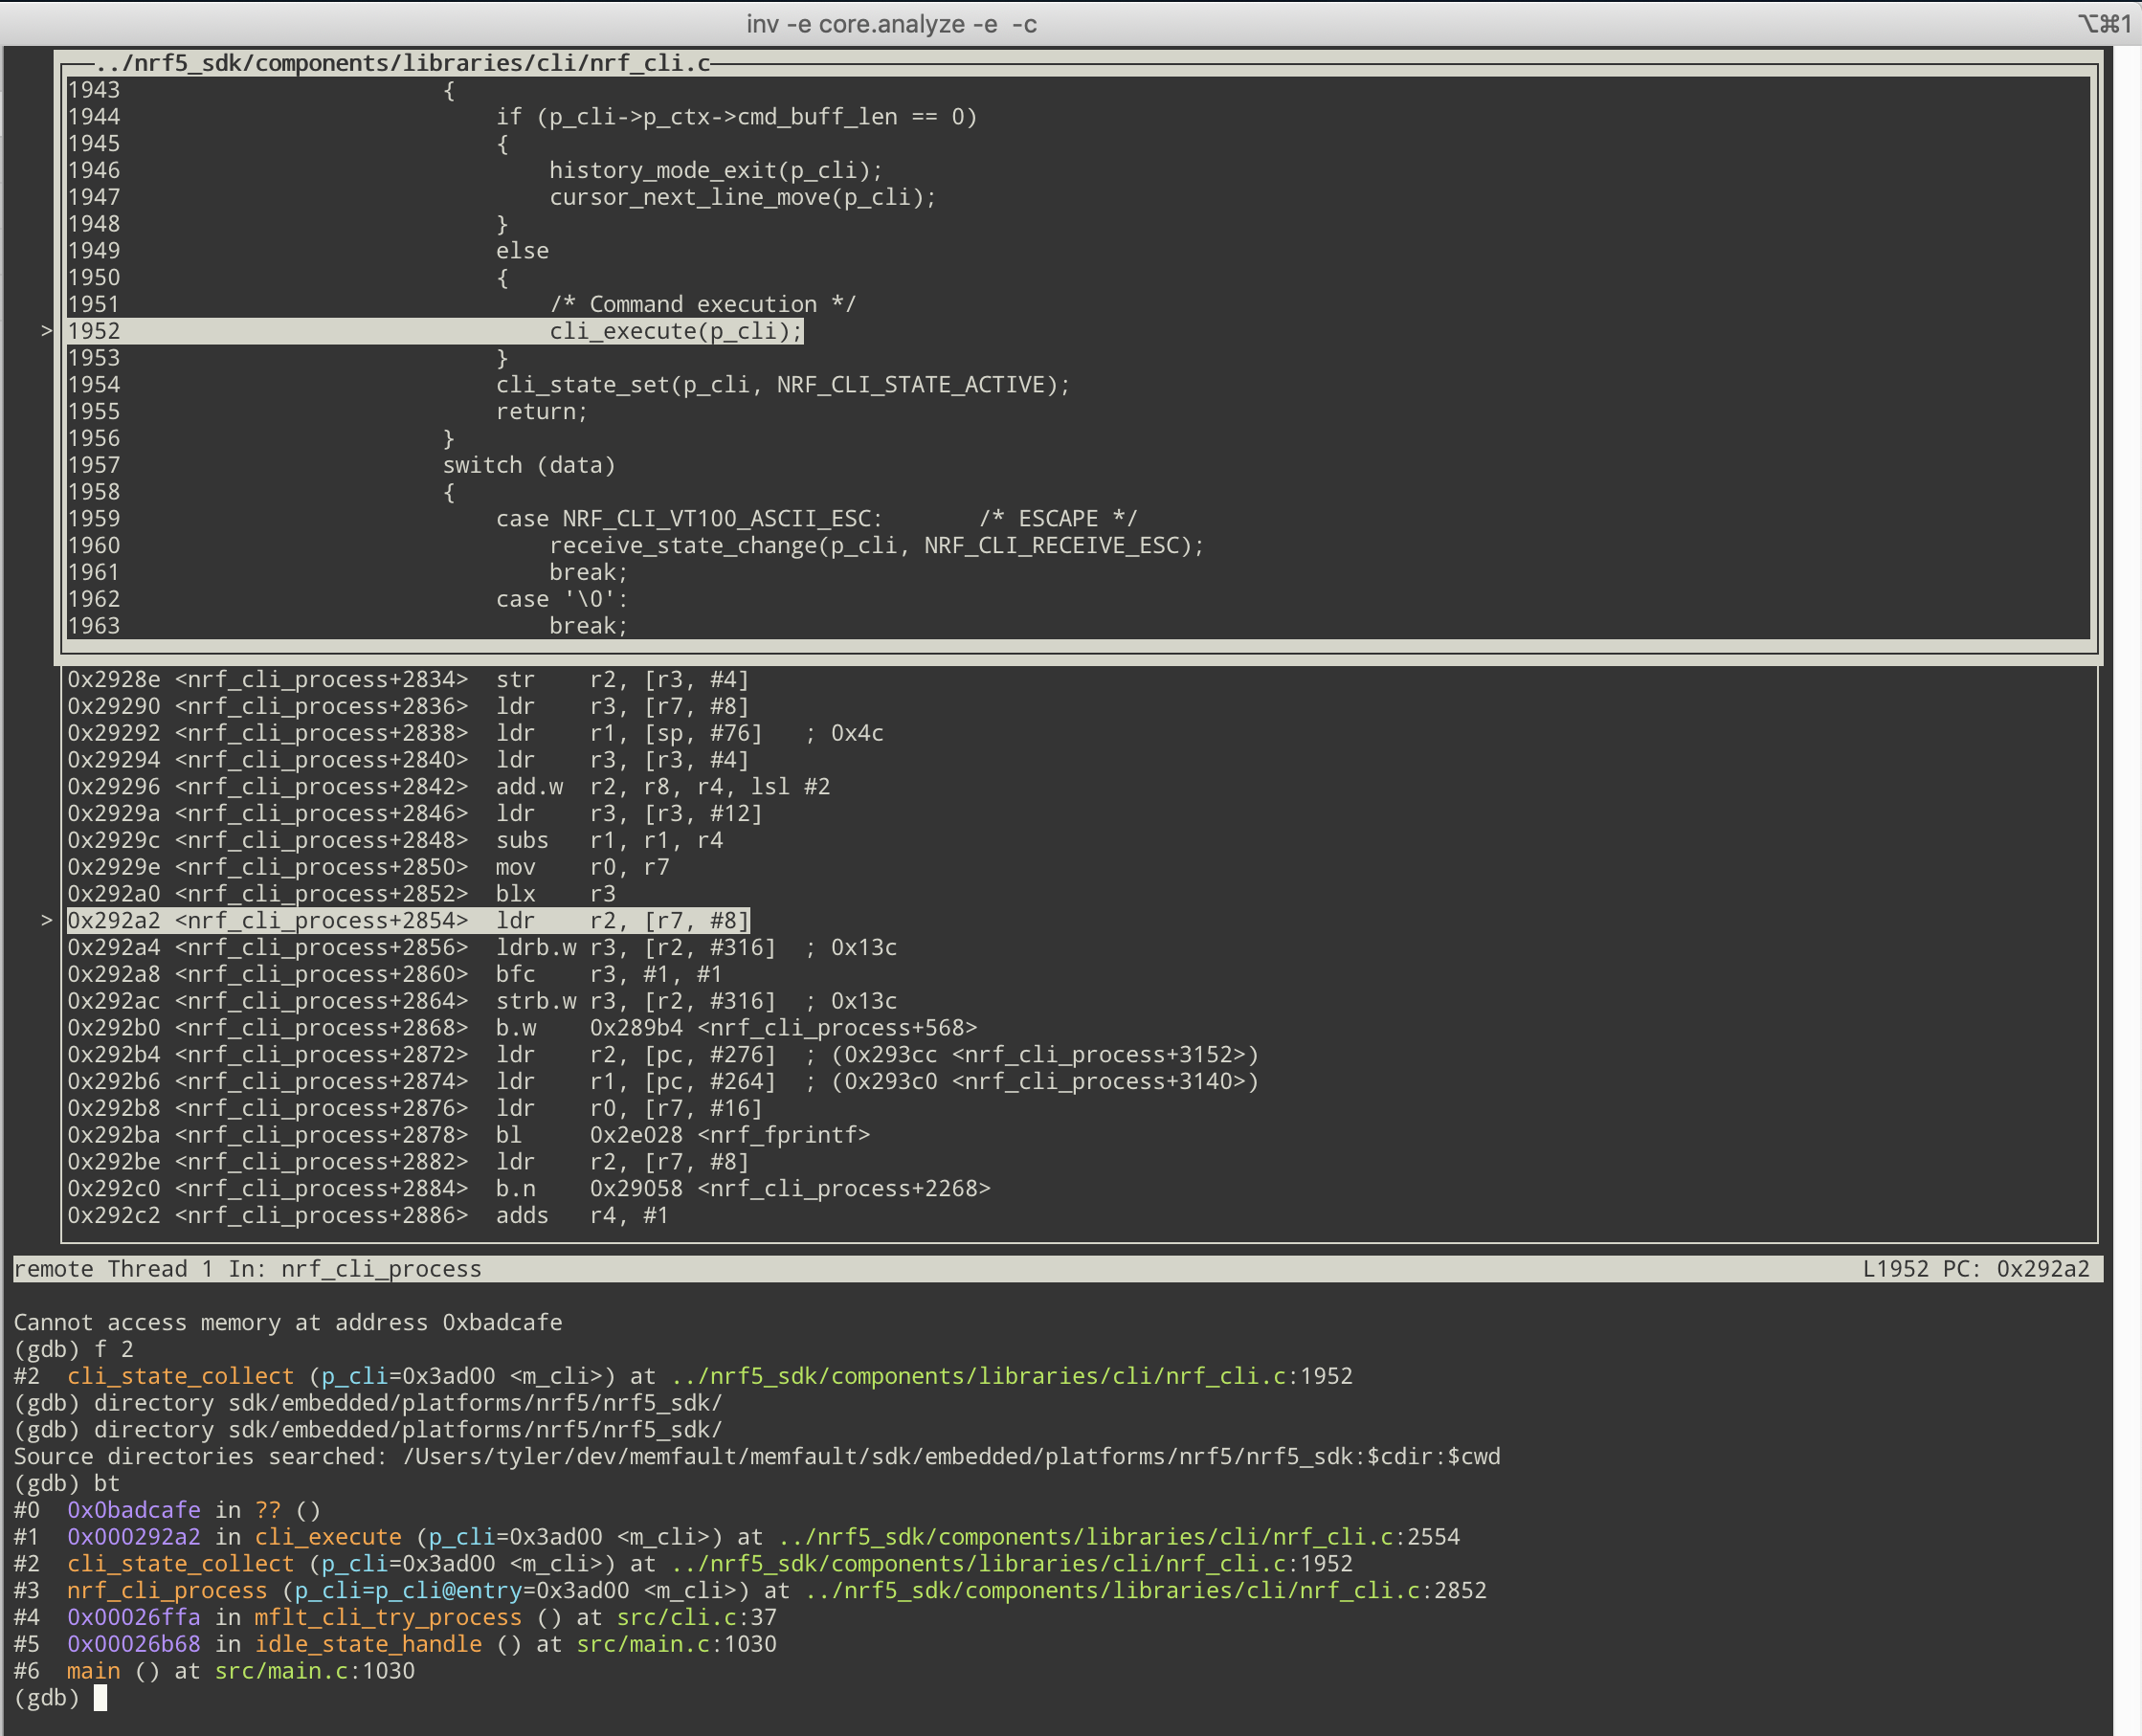 inv -e core.analyze -e  -c
⌥⌘1
../nrf5_sdk/components/libraries/cli/nrf_cli.c
1943                        {
1944                            if (p_cli->p_ctx->cmd_buff_len == 0)
1945                            {
1946                                history_mode_exit(p_cli);
1947                                cursor_next_line_move(p_cli);
1948                            }
1949                            else
1950                            {
1951                                /* Command execution */
> 1952                                cli_execute(p_cli);
1953                            }
1954                            cli_state_set(p_cli, NRF_CLI_STATE_ACTIVE);
1955                            return;
1956                        }
1957                        switch (data)
1958                        {
1959                            case NRF_CLI_VT100_ASCII_ESC:       /* ESCAPE */
1960                                receive_state_change(p_cli, NRF_CLI_RECEIVE_ESC);
1961                                break;
1962                            case '\0':
1963                                break;
0x2928e <nrf_cli_process+2834>  str    r2, [r3, #4]
0x29290 <nrf_cli_process+2836>  ldr    r3, [r7, #8]
0x29292 <nrf_cli_process+2838>  ldr    r1, [sp, #76]   ; 0x4c
0x29294 <nrf_cli_process+2840>  ldr    r3, [r3, #4]
0x29296 <nrf_cli_process+2842>  add.w  r2, r8, r4, lsl #2
0x2929a <nrf_cli_process+2846>  ldr    r3, [r3, #12]
0x2929c <nrf_cli_process+2848>  subs   r1, r1, r4
0x2929e <nrf_cli_process+2850>  mov    r0, r7
0x292a0 <nrf_cli_process+2852>  blx    r3
> 0x292a2 <nrf_cli_process+2854>  ldr    r2, [r7, #8]
0x292a4 <nrf_cli_process+2856>  ldrb.w r3, [r2, #316]  ; 0x13c
0x292a8 <nrf_cli_process+2860>  bfc    r3, #1, #1
0x292ac <nrf_cli_process+2864>  strb.w r3, [r2, #316]  ; 0x13c
0x292b0 <nrf_cli_process+2868>  b.w    0x289b4 <nrf_cli_process+568>
0x292b4 <nrf_cli_process+2872>  ldr    r2, [pc, #276]  ; (0x293cc <nrf_cli_process+3152>)
0x292b6 <nrf_cli_process+2874>  ldr    r1, [pc, #264]  ; (0x293c0 <nrf_cli_process+3140>)
0x292b8 <nrf_cli_process+2876>  ldr    r0, [r7, #16]
0x292ba <nrf_cli_process+2878>  bl     0x2e028 <nrf_fprintf>
0x292be <nrf_cli_process+2882>  ldr    r2, [r7, #8]
0x292c0 <nrf_cli_process+2884>  b.n    0x29058 <nrf_cli_process+2268>
0x292c2 <nrf_cli_process+2886>  adds   r4, #1
remote Thread 1 In: nrf_cli_process                    L1952 PC: 0x292a2
Cannot access memory at address 0xbadcafe
(gdb) f 2
#2  cli_state_collect (p_cli=0x3ad00 <m_cli>) at ../nrf5_sdk/components/libraries/cli/nrf_cli.c:1952
(gdb) directory sdk/embedded/platforms/nrf5/nrf5_sdk/
(gdb) directory sdk/embedded/platforms/nrf5/nrf5_sdk/
Source directories searched: /Users/tyler/dev/memfault/memfault/sdk/embedded/platforms/nrf5/nrf5_sdk:$cdir:$cwd
(gdb) bt
#0  0x0badcafe in ?? ()
#1  0x000292a2 in cli_execute (p_cli=0x3ad00 <m_cli>) at ../nrf5_sdk/components/libraries/cli/nrf_cli.c:2554
#2  cli_state_collect (p_cli=0x3ad00 <m_cli>) at ../nrf5_sdk/components/libraries/cli/nrf_cli.c:1952
#3  nrf_cli_process (p_cli=p_cli@entry=0x3ad00 <m_cli>) at ../nrf5_sdk/components/libraries/cli/nrf_cli.c:2852
#4  0x00026ffa in mflt_cli_try_process () at src/cli.c:37
#5  0x00026b68 in idle_state_handle () at src/main.c:1030
#6  main () at src/main.c:1030
(gdb)